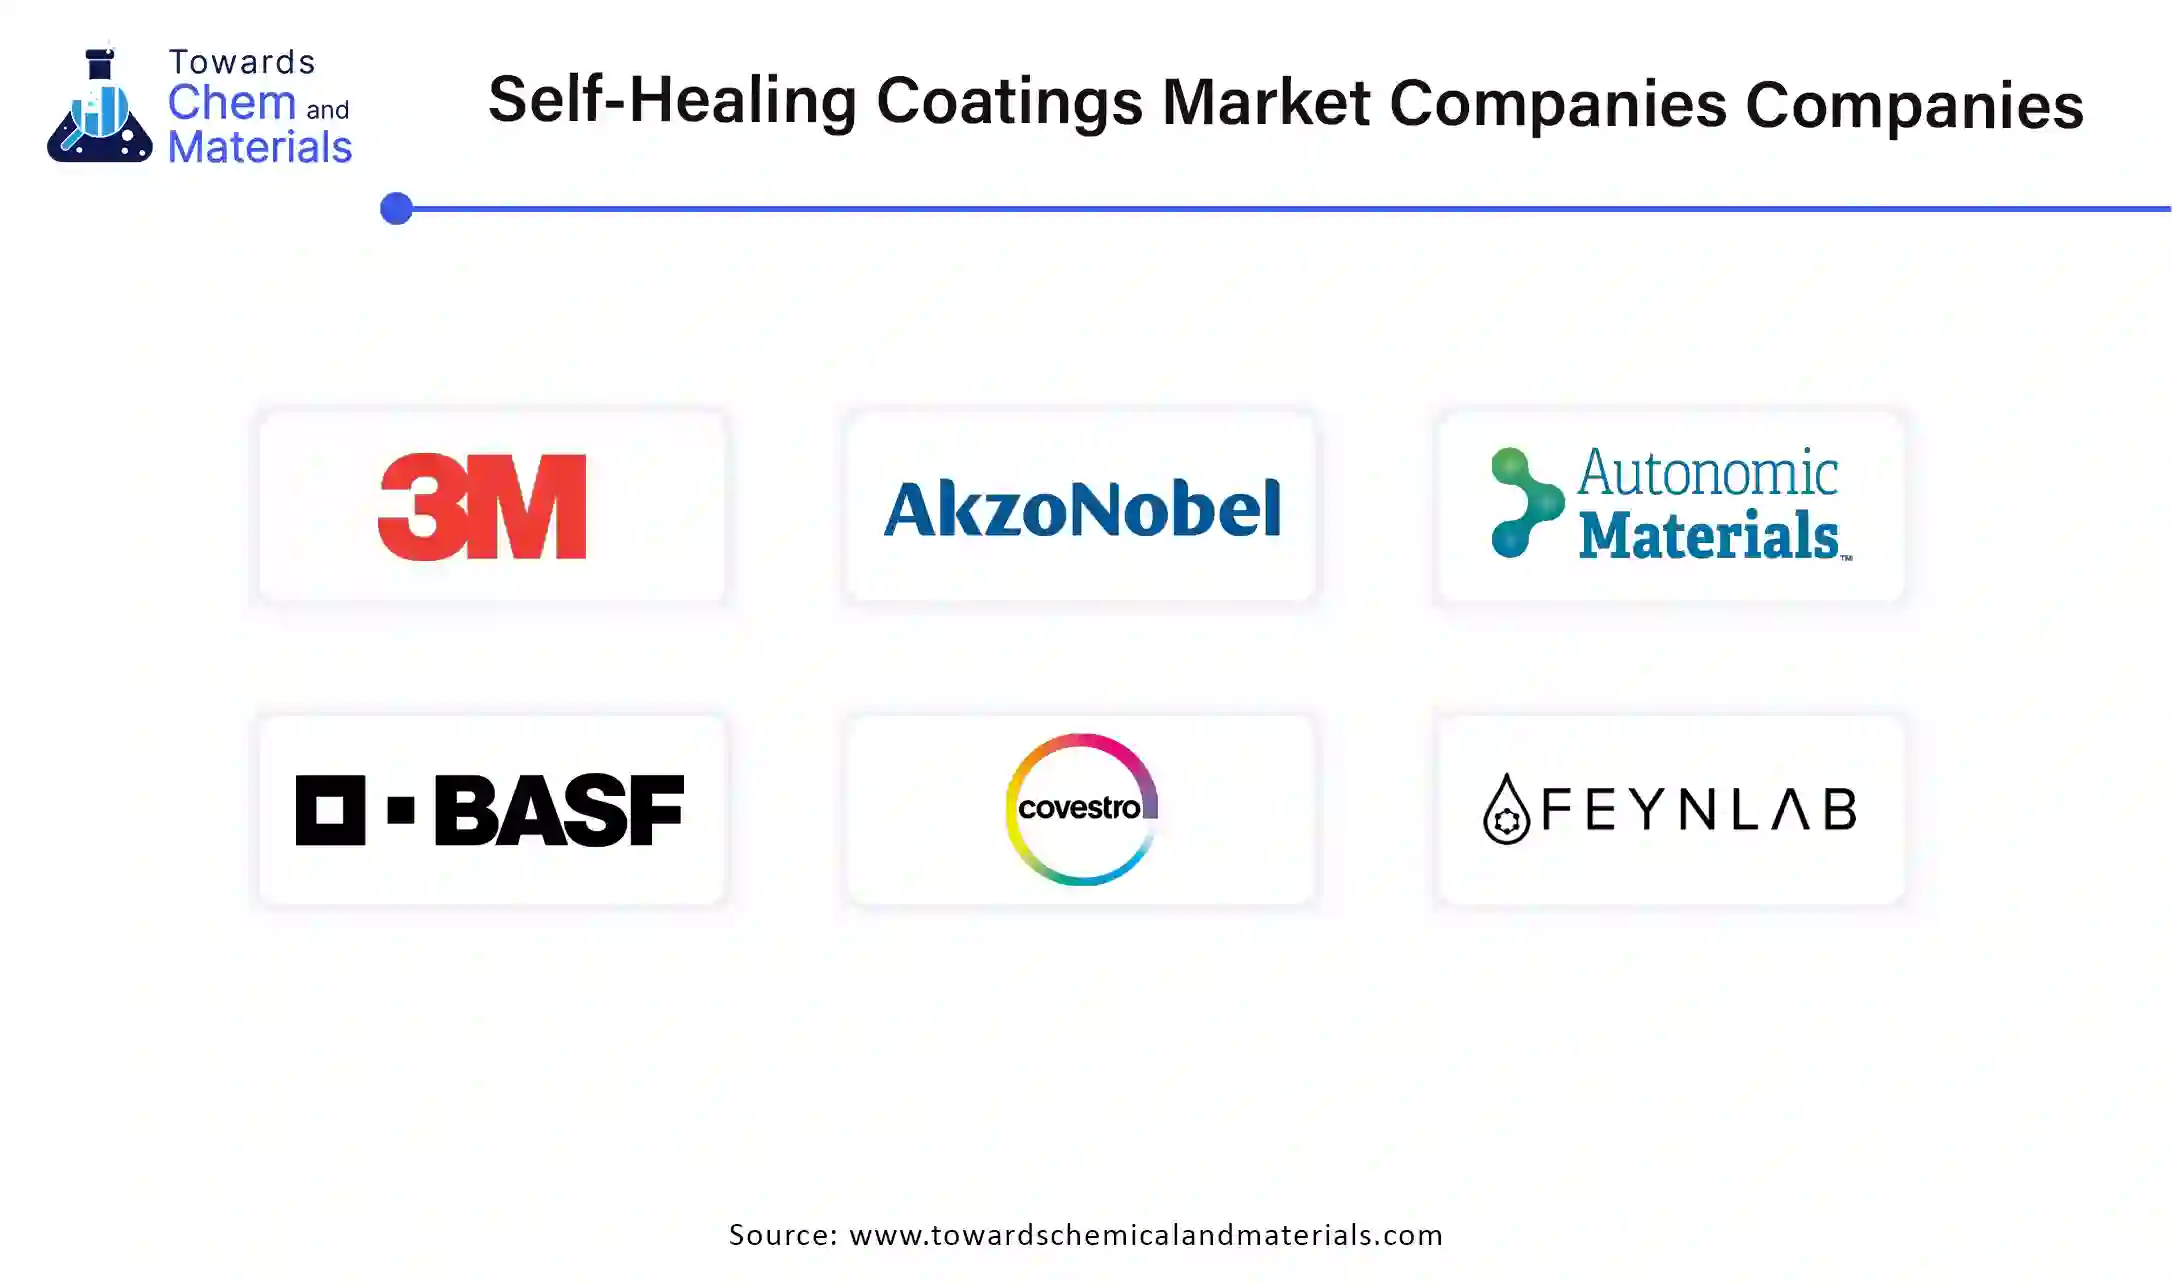 Towards
Chem and
Materials
Self-Healing Coatings Market Companies Companies
3M
AkzoNobel
Autonomic
Materials™
BASF
covestro
FEYNLAB
Source: www.towardschemicalandmaterials.com